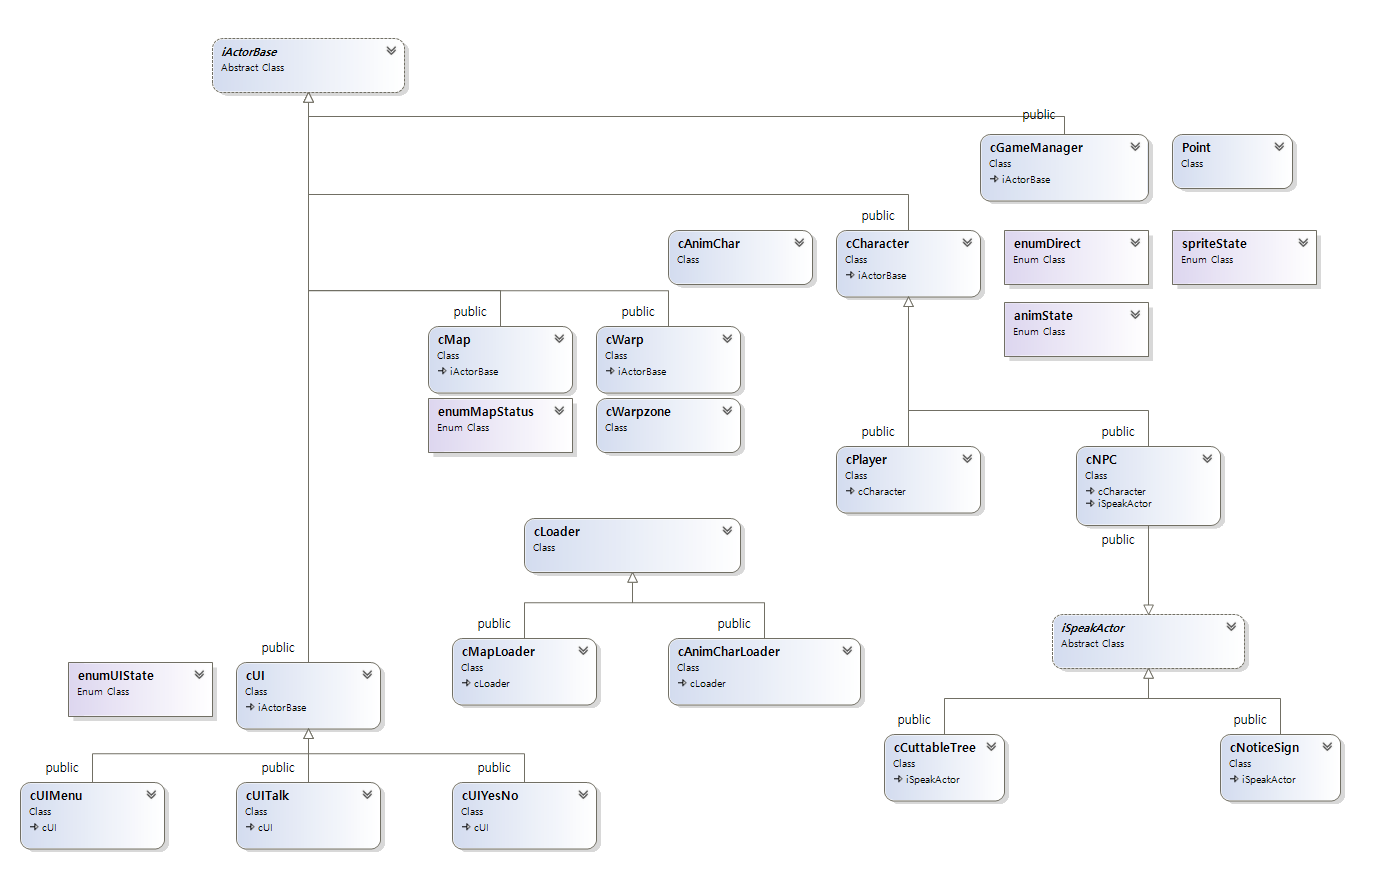 iActorBase
Abstract Class
public
cGameManager
Class
iActorBase
Point
Class
public
cAnimChar
Class
cCharacter
Class
iActorBase
enumDirect
Enum Class
spriteState
Enum Class
animState
Enum Class
public
public
cMap
Class
iActorBase
cWarp
Class
iActorBase
enumMapStatus
Enum Class
cWarpzone
Class
public
public
cPlayer
Class
cCharacter
cNPC
Class
cCharacter
iSpeakActor
public
cLoader
Class
public
public
cMapLoader
Class
cLoader
cAnimCharLoader
Class
cLoader
iSpeakActor
Abstract Class
public
enumUIState
Enum Class
cUI
Class
iActorBase
public
public
cCuttableTree
Class
iSpeakActor
cNoticeSign
Class
iSpeakActor
public
public
public
cUIMenu
Class
cUI
cUITalk
Class
cUI
cUIYesNo
Class
cUI